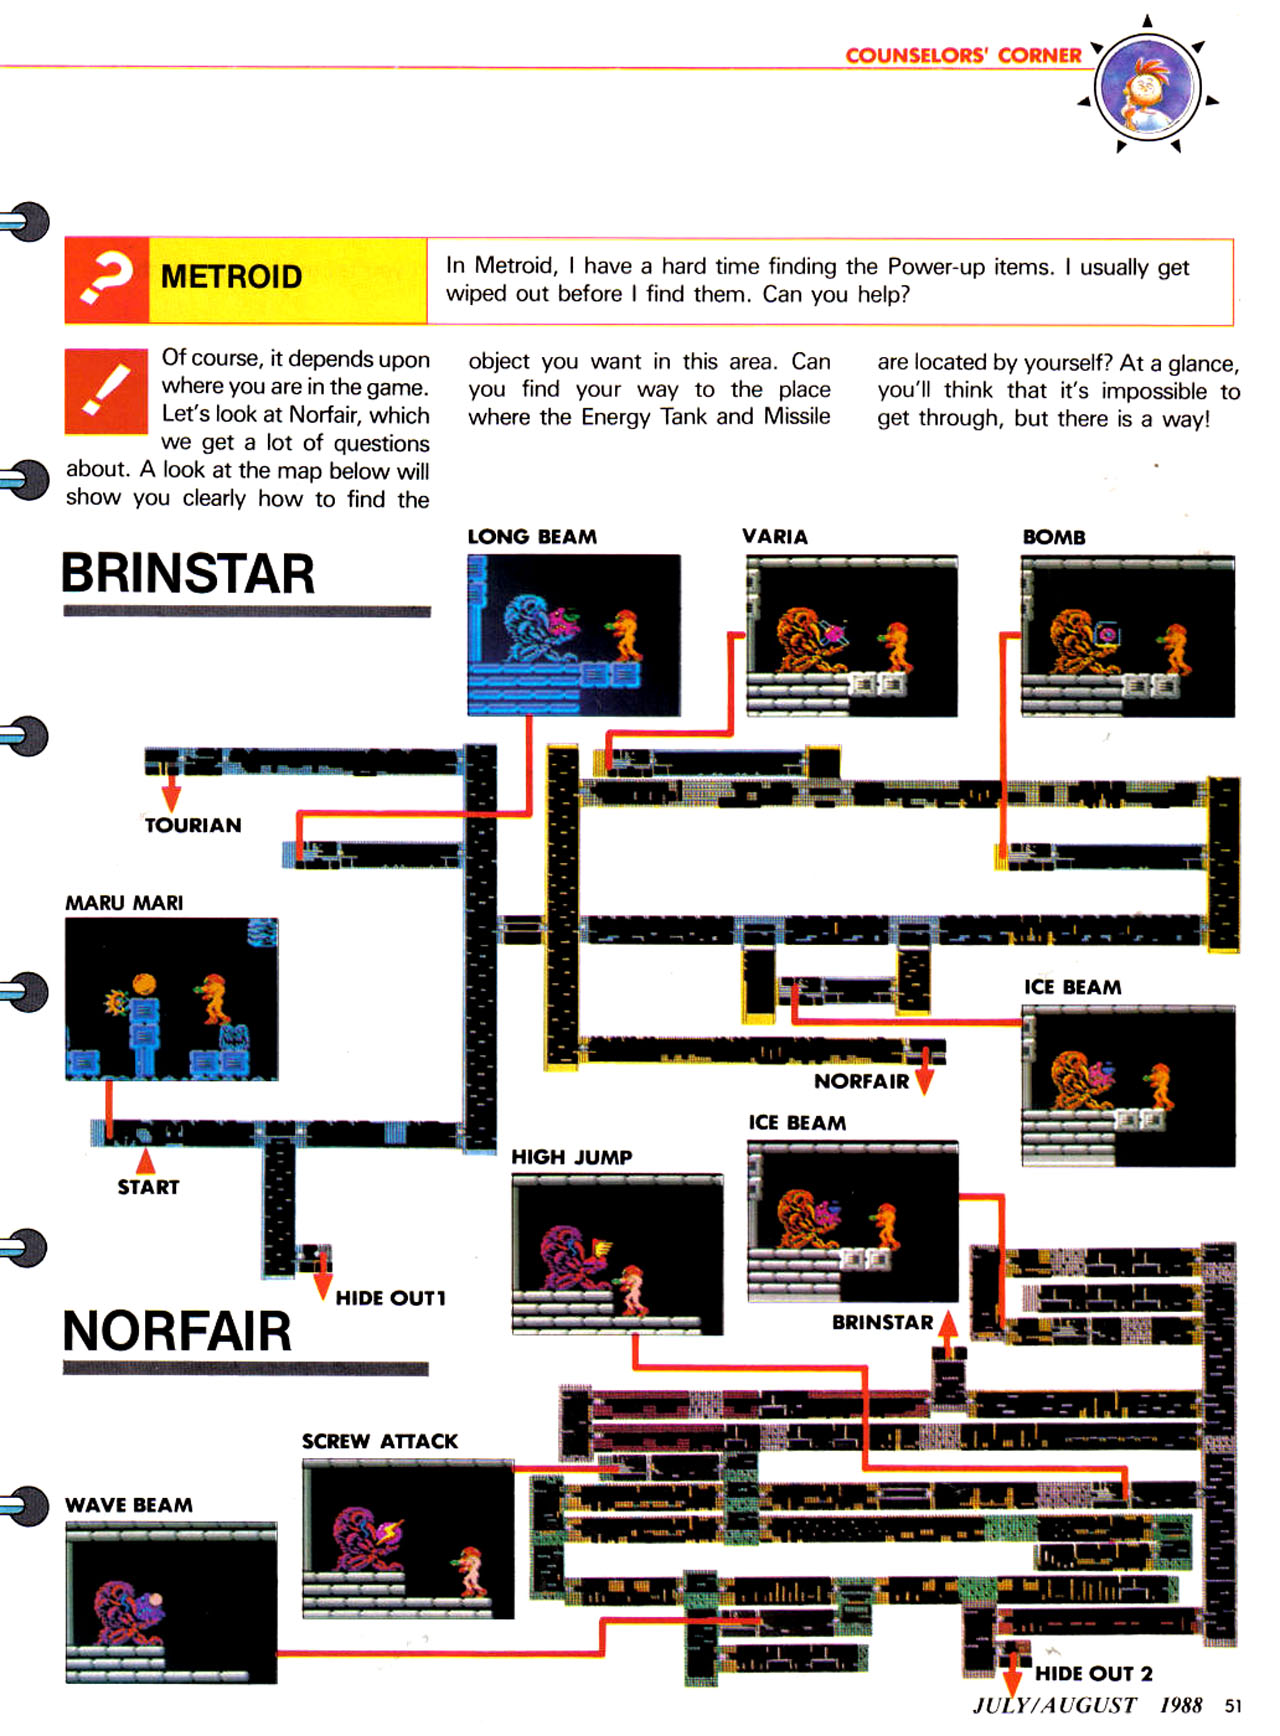 COUNSELORS' CORNER
?
METROID
In Metroid, I have a hard time finding the Power-up items. I usually get
wiped out before I find them. Can you help?
!
Of course, it depends upon
where you are in the game.
Let's look at Norfair, which
we get a lot of questions
about. A look at the map below will
show you clearly how to find the
object you want in this area. Can
you find your way to the place
where the Energy Tank and Missile
are located by yourself? At a glance,
you'll think that it's impossible to
get through, but there is a way!
BRINSTAR
LONG BEAM
VARIA
BOMB
TOURIAN
MARU MARI
ICE BEAM
NORFAIR
START
HIDE OUT1
HIGH JUMP
ICE BEAM
BRINSTAR
NORFAIR
SCREW ATTACK
WAVE BEAM
HIDE OUT 2
JULY/AUGUST 1988 51